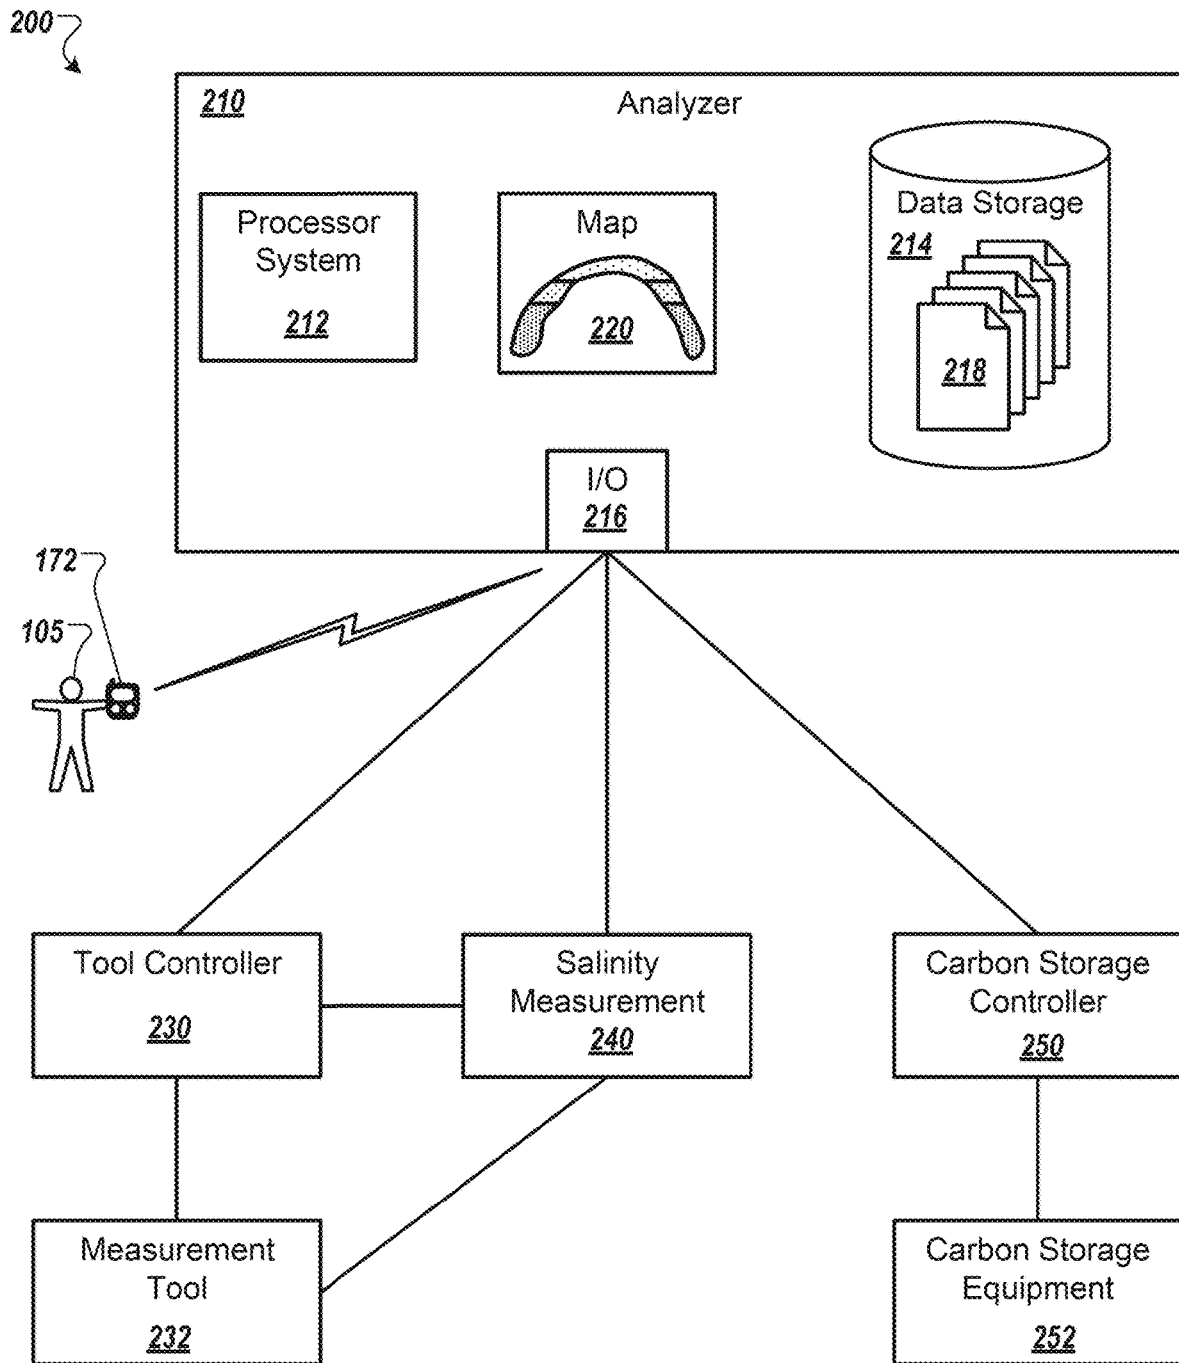 200
210
Analyzer
Processor
System
212
Map
220
Data Storage
214
218
I/O
216
172
105
Tool Controller
230
Salinity
Measurement
240
Carbon Storage
Controller
250
Measurement
Tool
232
Carbon Storage
Equipment
252